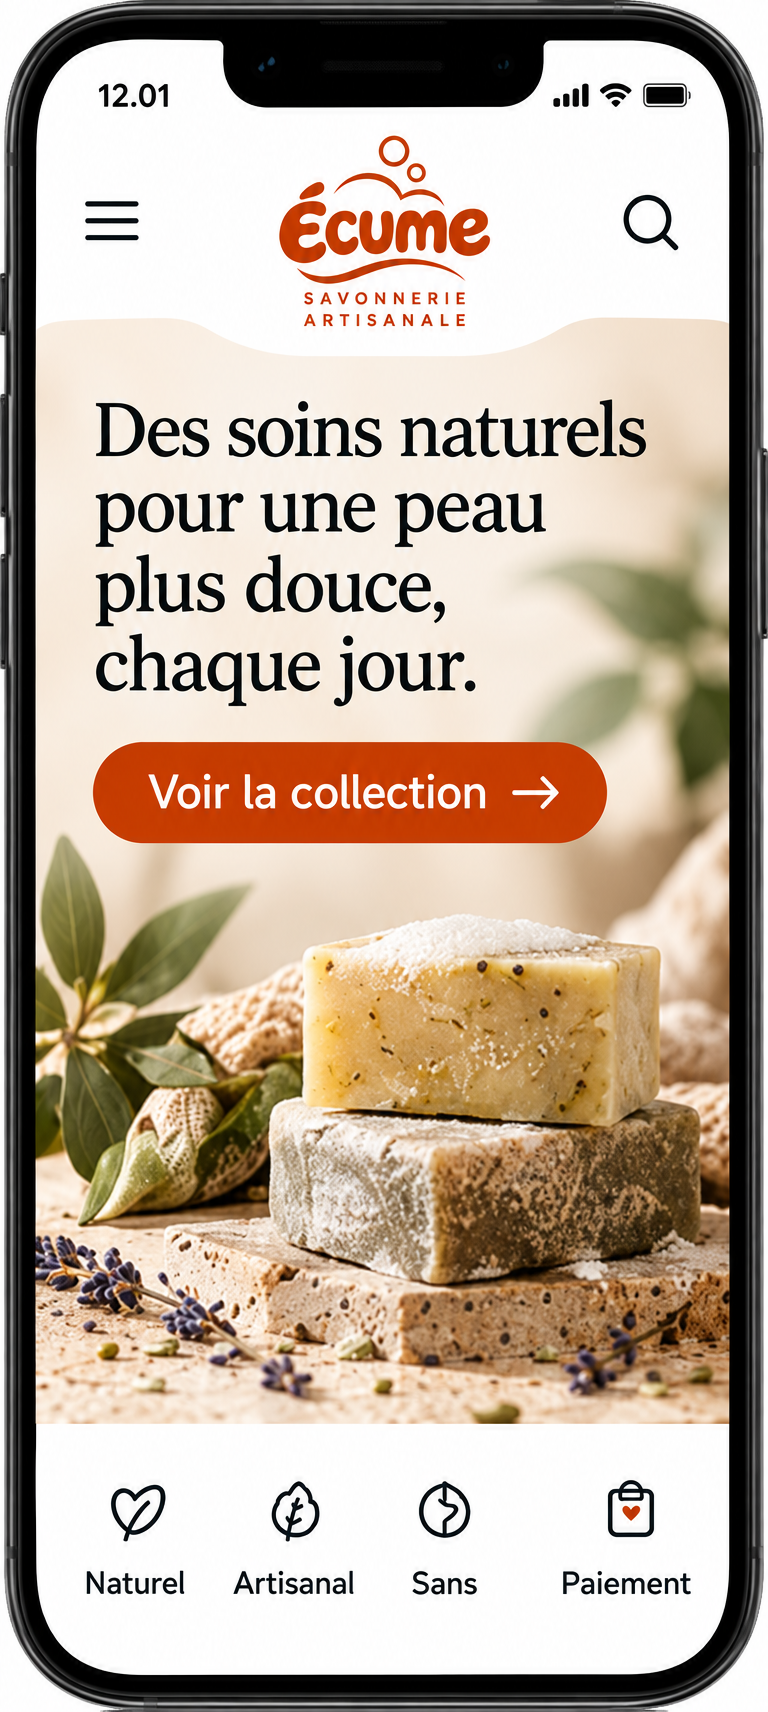 12.01
Écume
SAVONNERIE
ARTISANALE
Des soins naturels
pour une peau
plus douce,
chaque jour.
Voir la collection →
Naturel Artisanal Sans Paiement